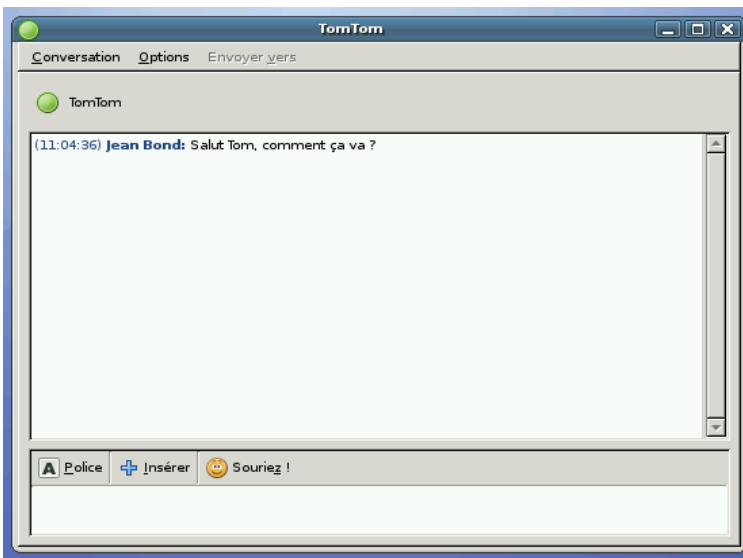 TomTom
Conversation Options Envoyer vers
TomTom
(11:04:36) Jean Bond: Salut Tom, comment ça va ?
A Police Insérer Souriez !